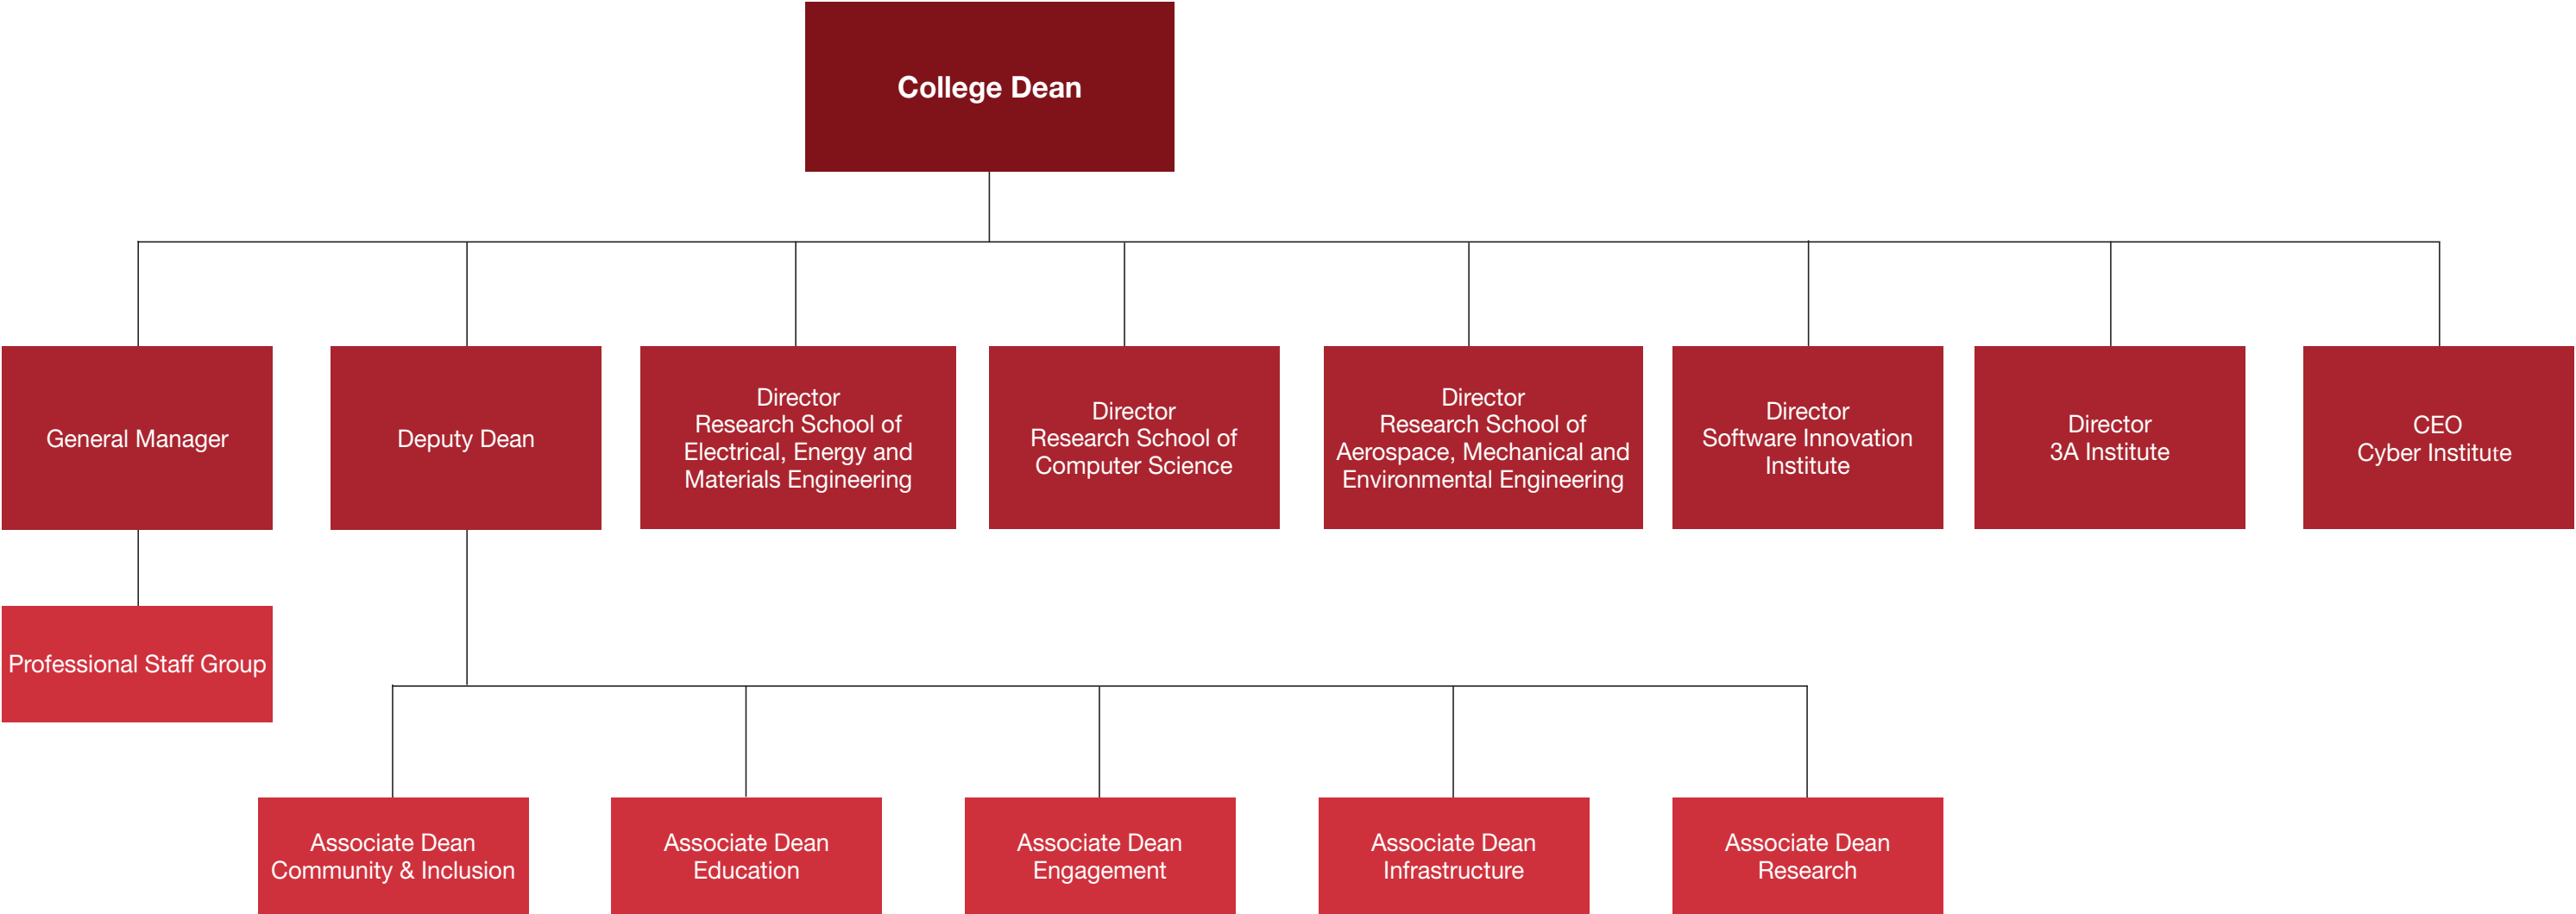 College Dean
General Manager
Deputy Dean
Director
Research School of
Electrical, Energy and
Materials Engineering
Director
Research School of
Computer Science
Director
Research School of
Aerospace, Mechanical and
Environmental Engineering
Director
Software Innovation
Institute
Director
3A Institute
CEO
Cyber Institute
Professional Staff Group
Associate Dean
Community & Inclusion
Associate Dean
Education
Associate Dean
Engagement
Associate Dean
Infrastructure
Associate Dean
Research